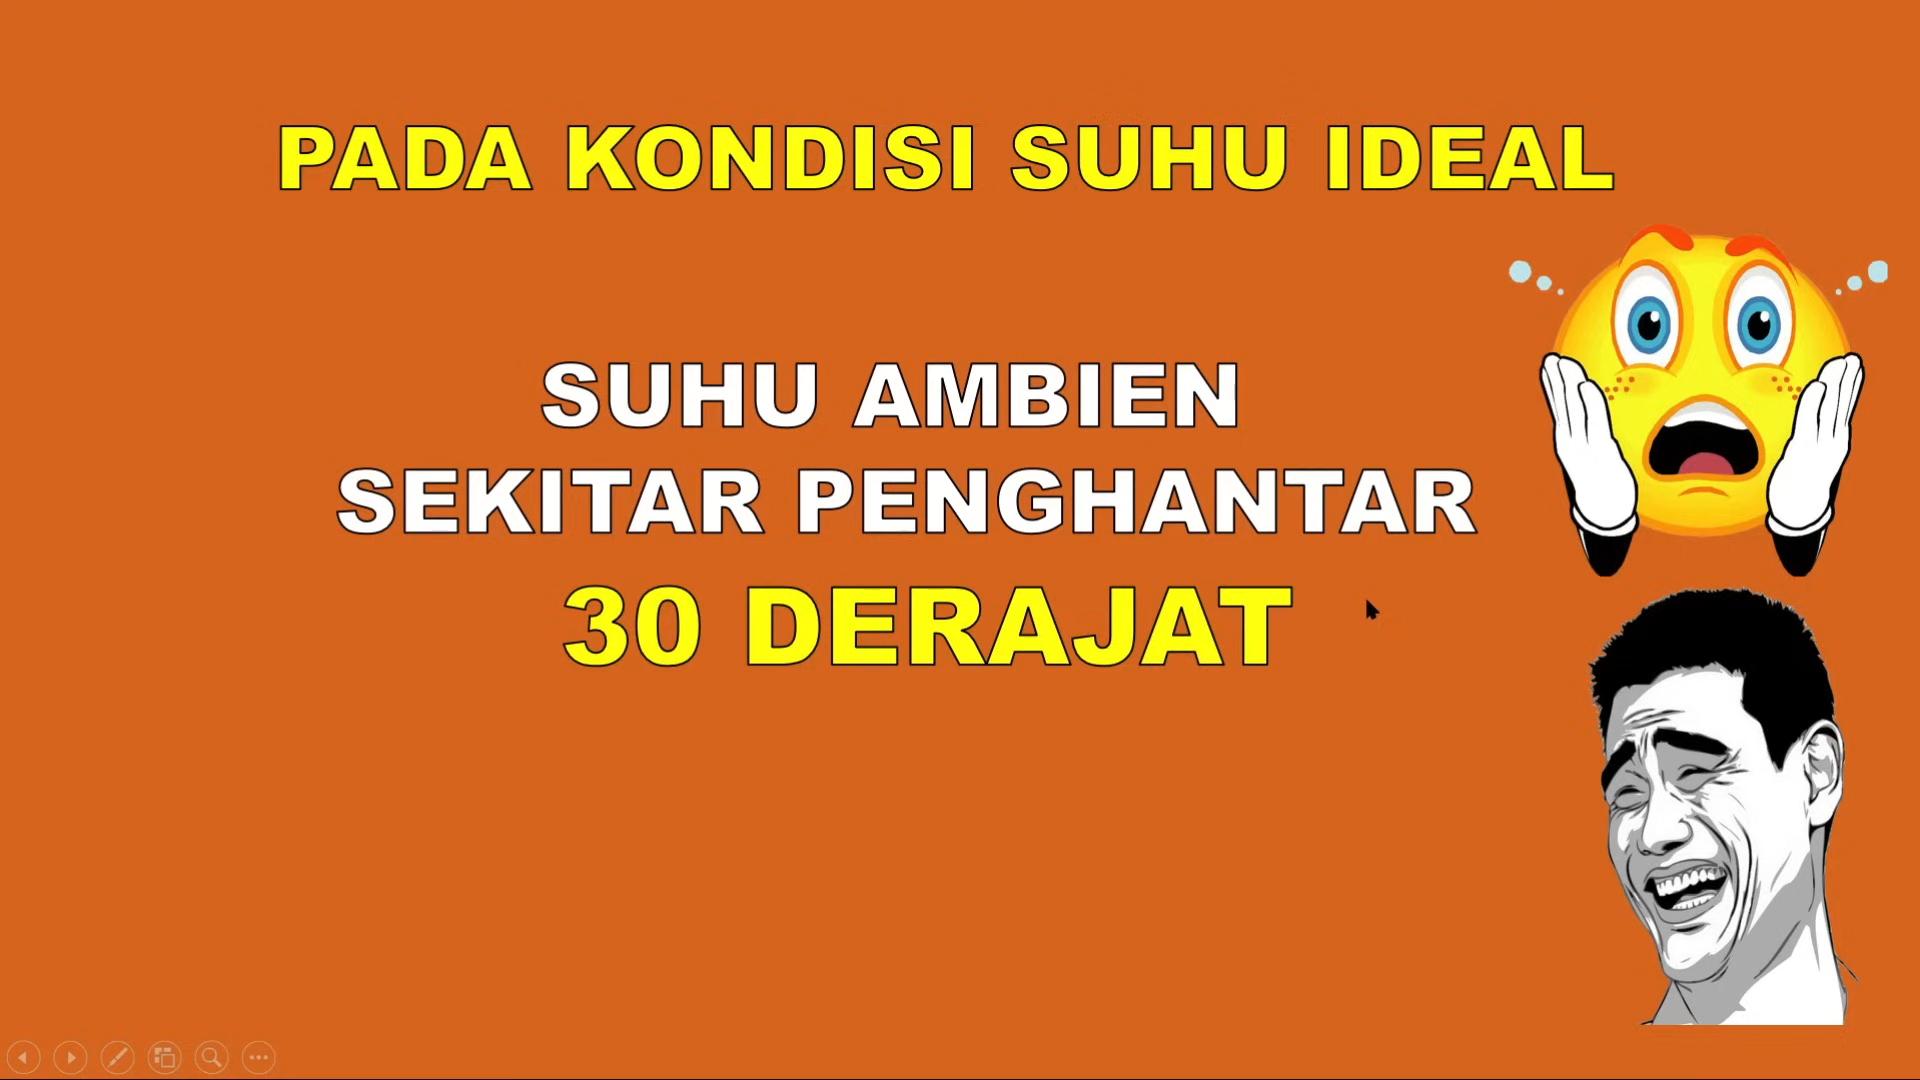 PADA KONDISI SUHU IDEAL
SUHU AMBIEN
SEKITAR PENGHANTAR
30 DERAJAT